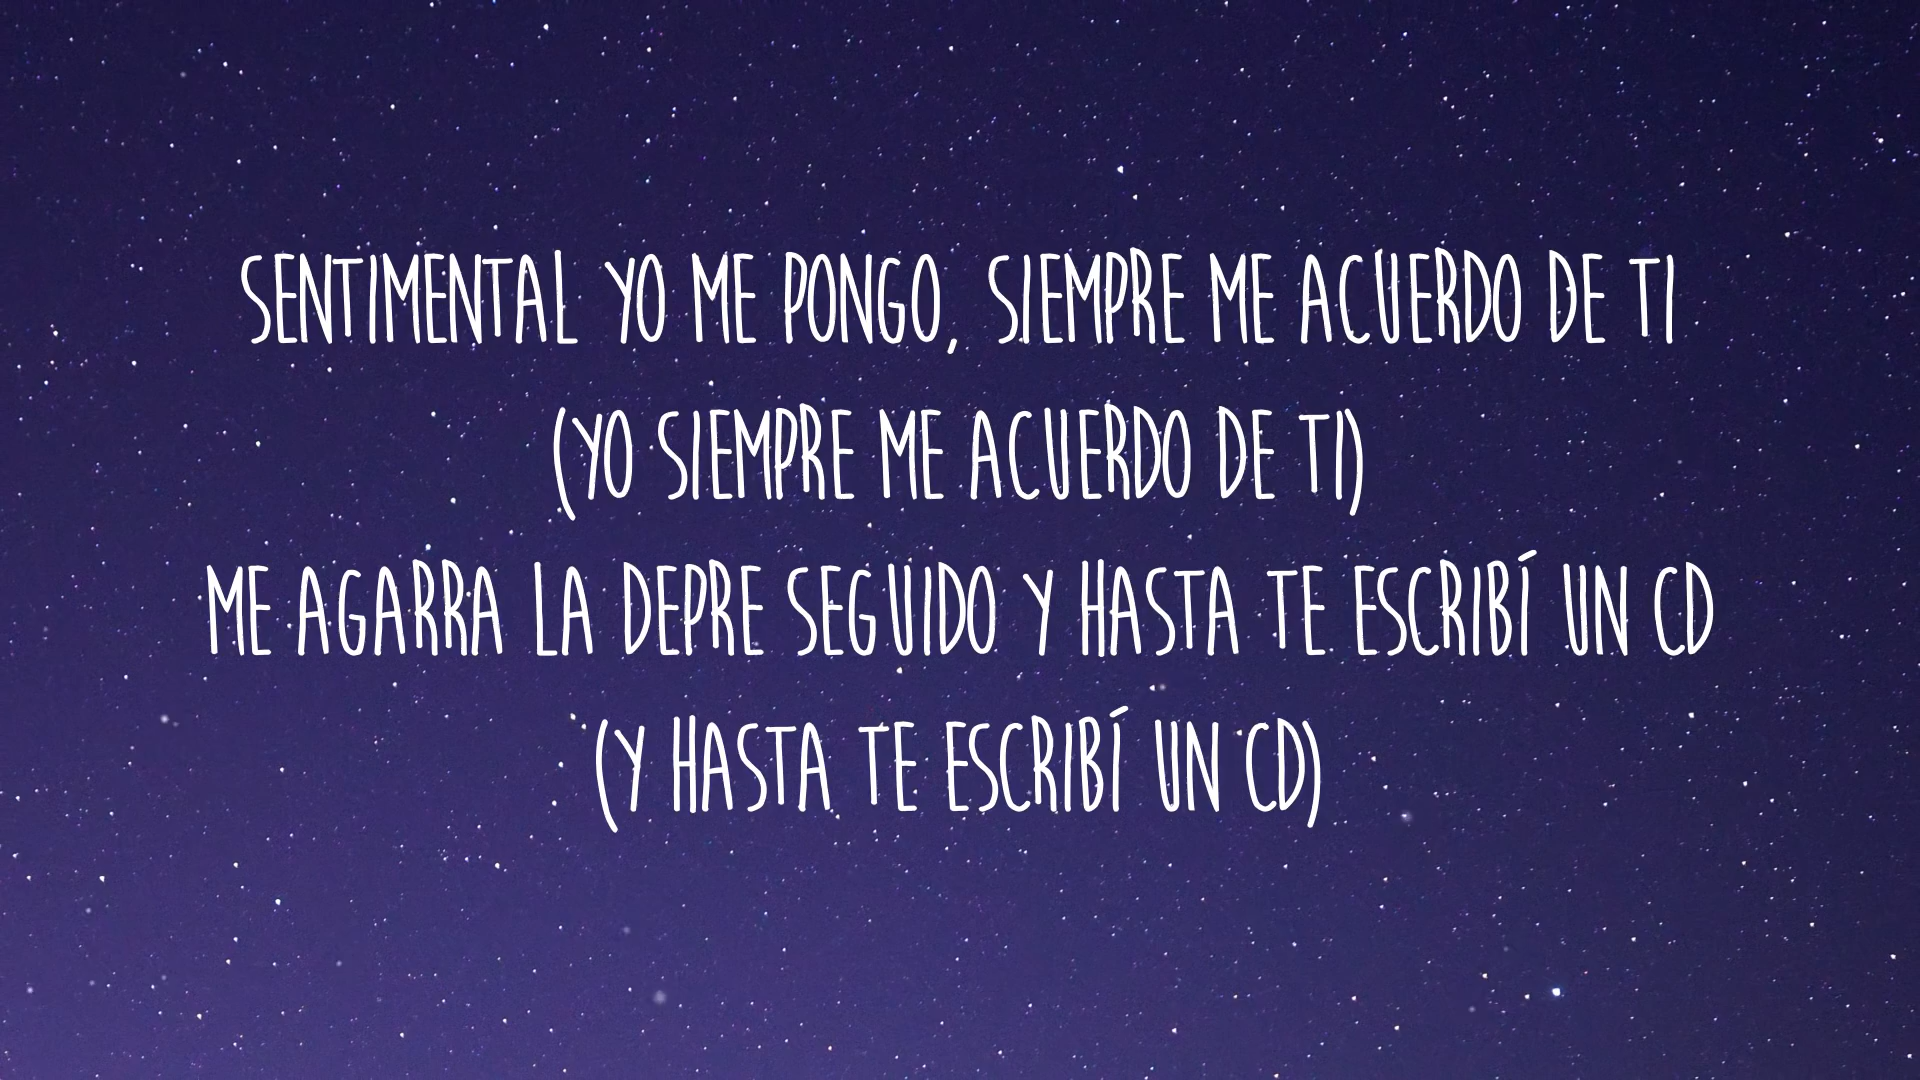 SENTIMENTAL YO ME PONGO, SIEMPRE ME ACUERDO DE TI
(YO SIEMPRE ME ACUERDO DE TI)
ME AGARRA LA DEPRE SEGUIDO Y HASTA TE ESCRIBÍ UN CD
(Y HASTA TE ESCRIBÍ UN CD)